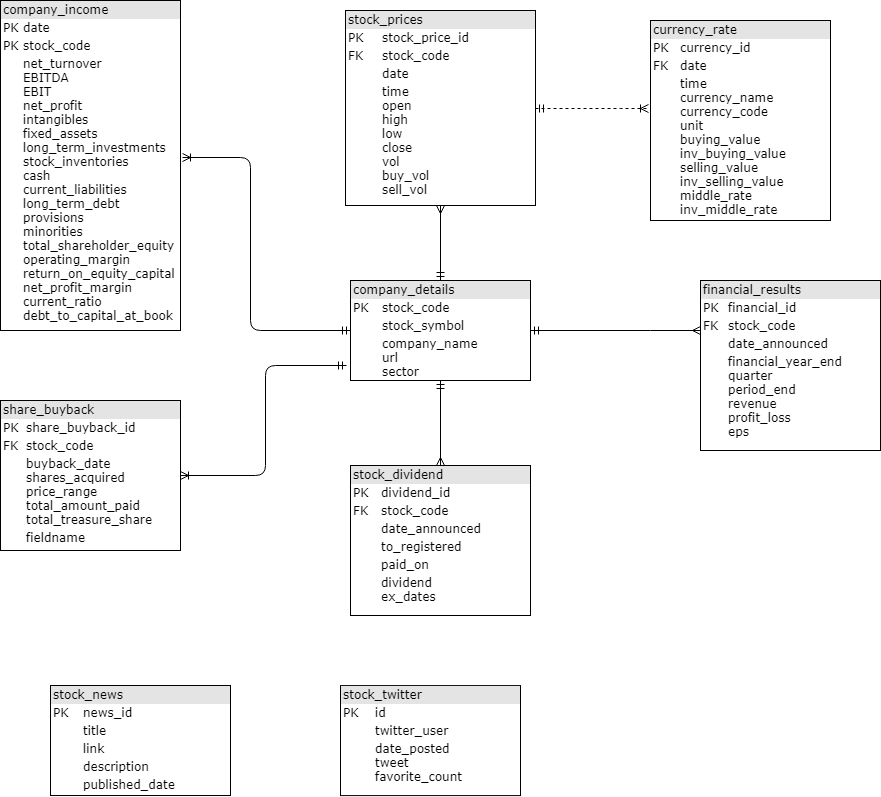 company_income
PK date
PK stock_code
net_turnover
EBITDA
EBIT
net_profit
intangibles
fixed_assets
long_term_investments
stock_inventories
cash
current_liabilities
long_term_debt
provisions
minorities
total_shareholder_equity
operating_margin
return_on_equity_capital
net_profit_margin
current_ratio
debt_to_capital_at_book
stock_prices
PK stock_price_id
FK stock_code
date
time
open
high
low
close
vol
buy_vol
sell_vol
currency_rate
PK currency_id
FK date
time
currency_name
currency_code
unit
buying_value
inv_buying_value
selling_value
inv_selling_value
middle_rate
inv_middle_rate
company_details
PK stock_code
stock_symbol
company_name
url
sector
financial_results
PK financial_id
FK stock_code
date_announced
financial_year_end
quarter
period_end
revenue
profit_loss
eps
share_buyback
PK share_buyback_id
FK stock_code
buyback_date
shares_acquired
price_range
total_amount_paid
total_treasure_share
fieldname
stock_dividend
PK dividend_id
FK stock_code
date_announced
to_registered
paid_on
dividend
ex_dates
stock_news
PK news_id
title
link
description
published_date
stock_twitter
PK id
twitter_user
date_posted
tweet
favorite_count